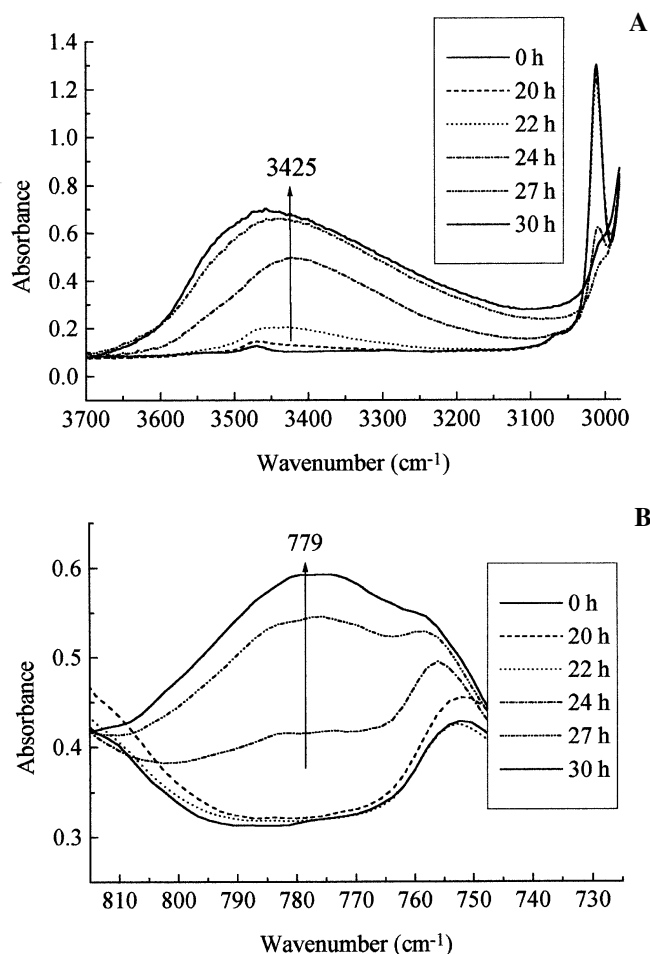 A
1.4
1.2
1.0
0.8
0.6
0.4
0.2
0.0
Absorbance
3425
0 h
20 h
22 h
24 h
27 h
30 h
3700 3600 3500 3400 3300 3200 3100 3000
Wavenumber (cm-1)
B
0.6
0.5
0.4
0.3
Absorbance
779
0 h
20 h
22 h
24 h
27 h
30 h
810 800 790 780 770 760 750 740 730
Wavenumber (cm-1)